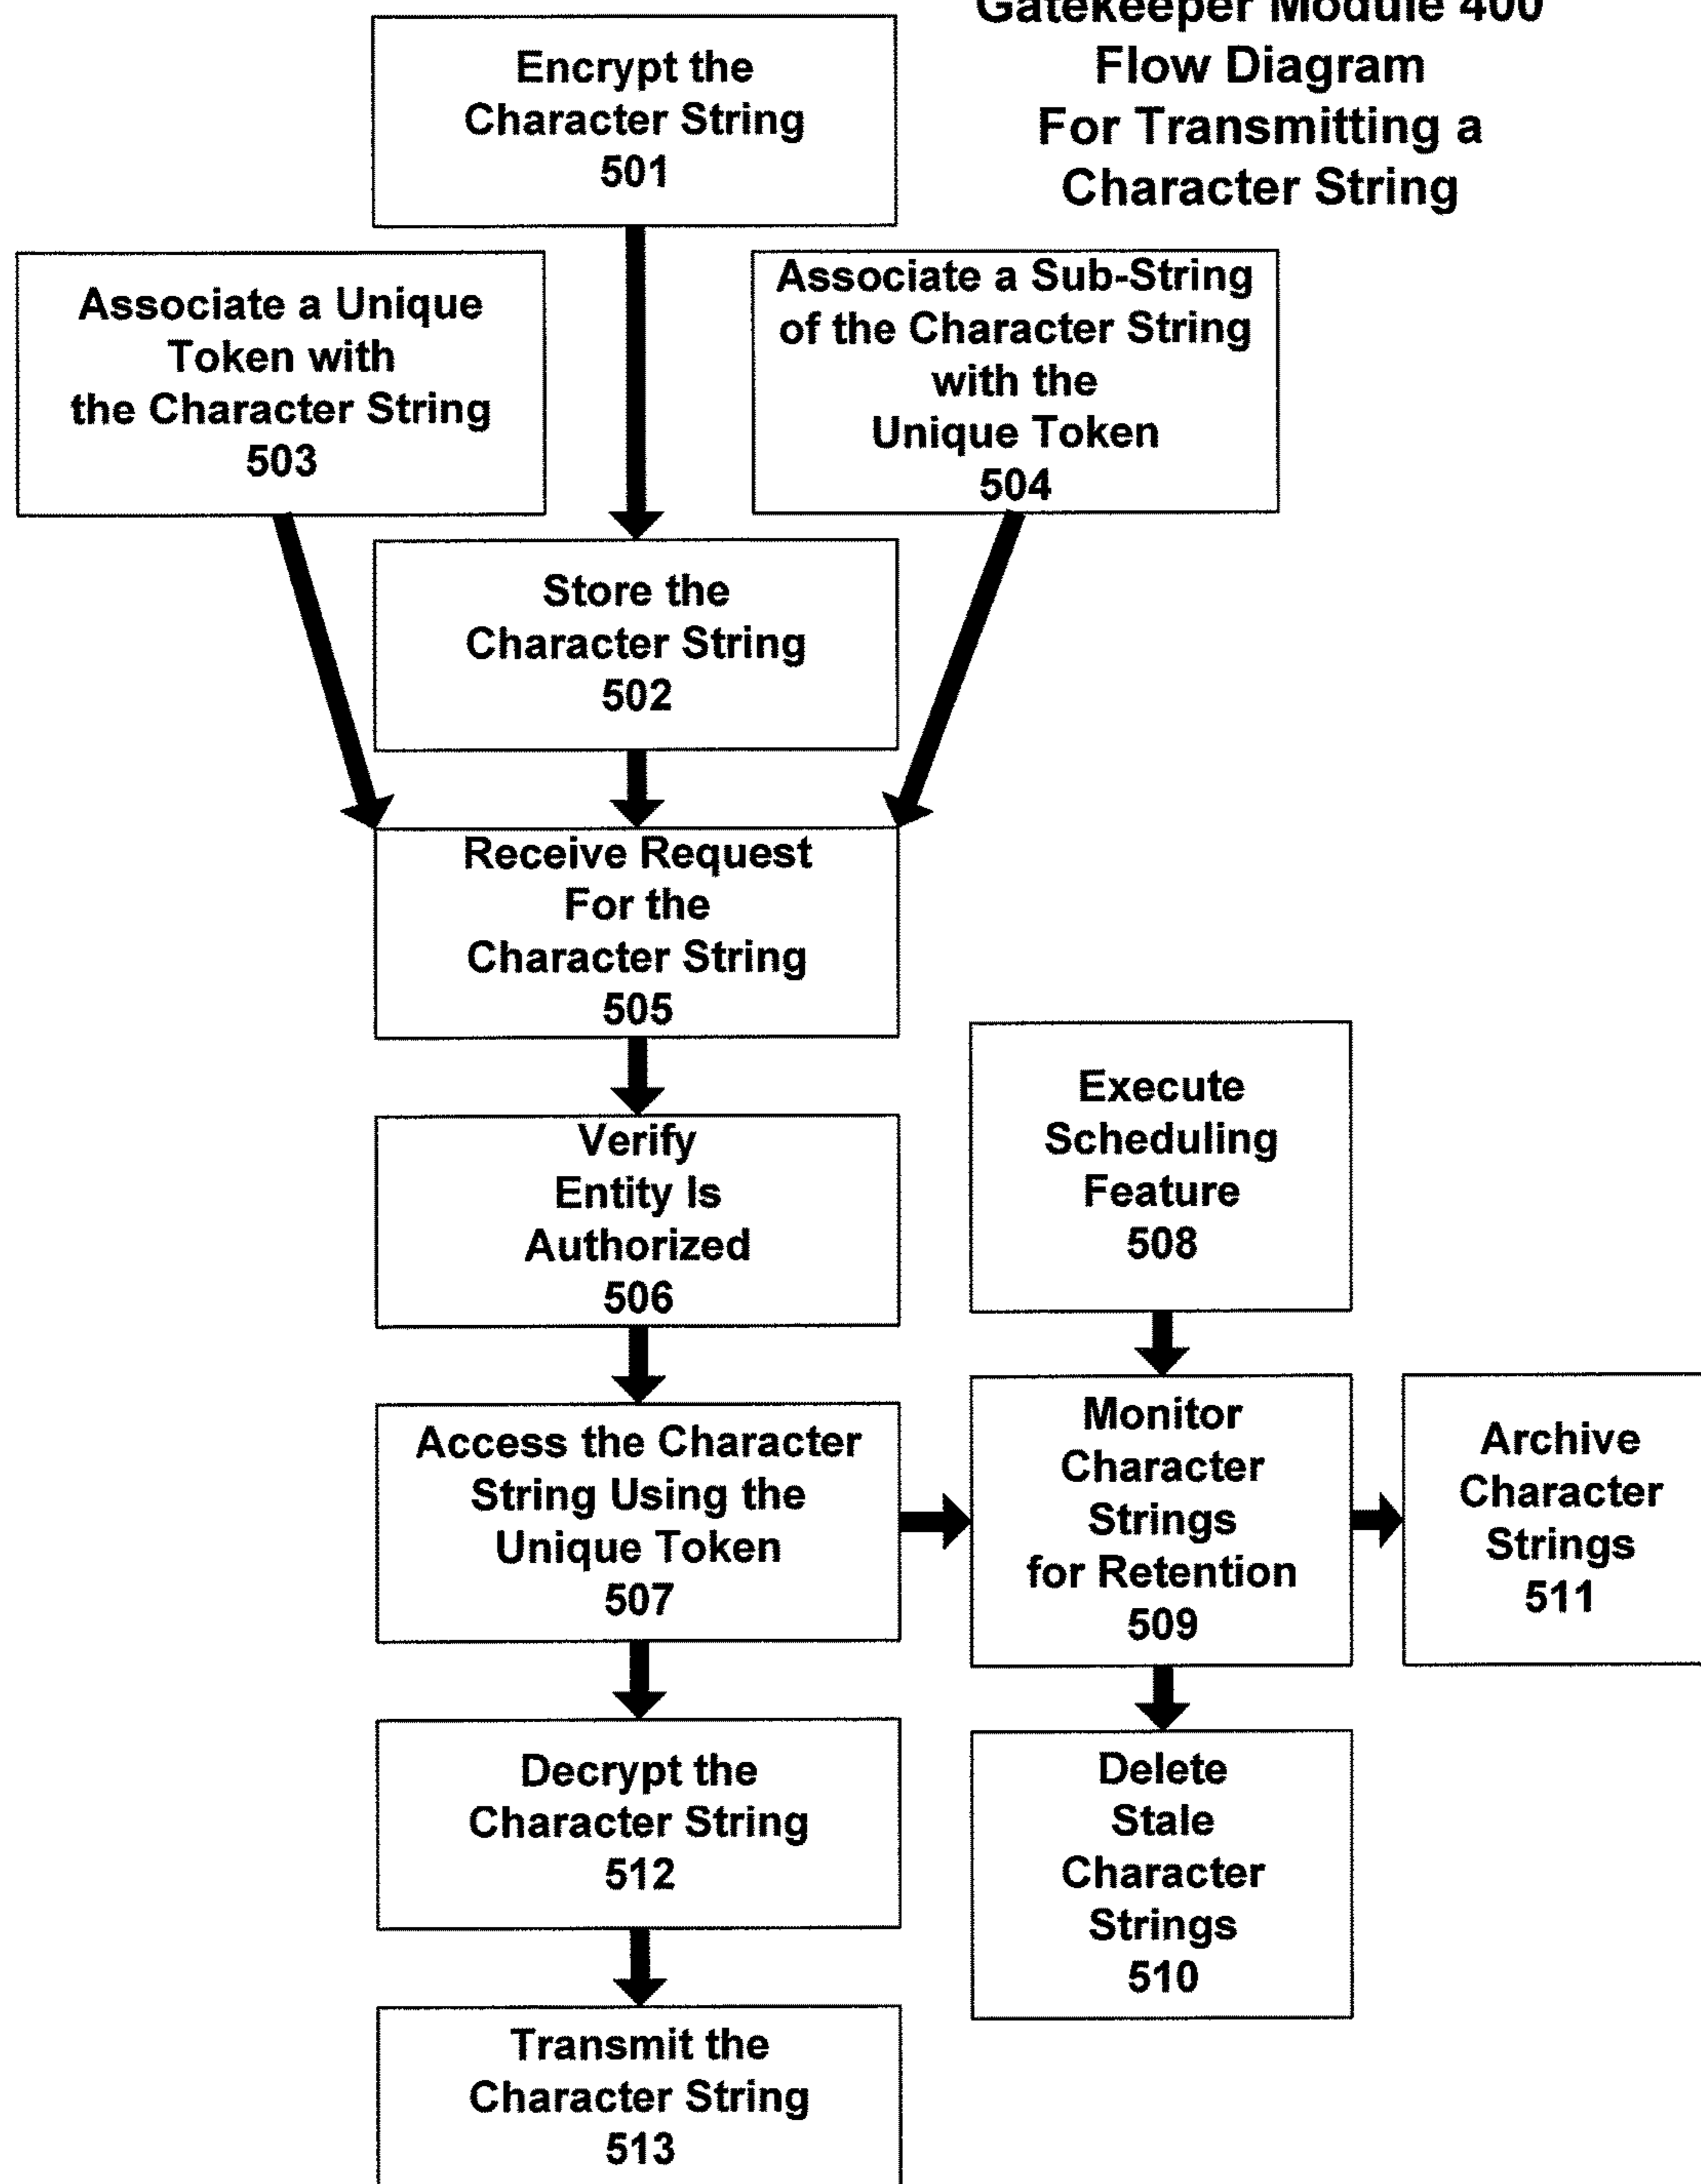 Gatekeeper Module 400
Flow Diagram
For Transmitting a
Character String
Encrypt the
Character String
501
Associate a Unique
Token with
the Character String
503
Associate a Sub-String
of the Character String
with the
Unique Token
504
Store the
Character String
502
Receive Request
For the
Character String
505
Verify
Entity Is
Authorized
506
Execute
Scheduling
Feature
508
Access the Character
String Using the
Unique Token
507
Monitor
Character
Strings
for Retention
509
Archive
Character
Strings
511
Decrypt the
Character String
512
Delete
Stale
Character
Strings
510
Transmit the
Character String
513